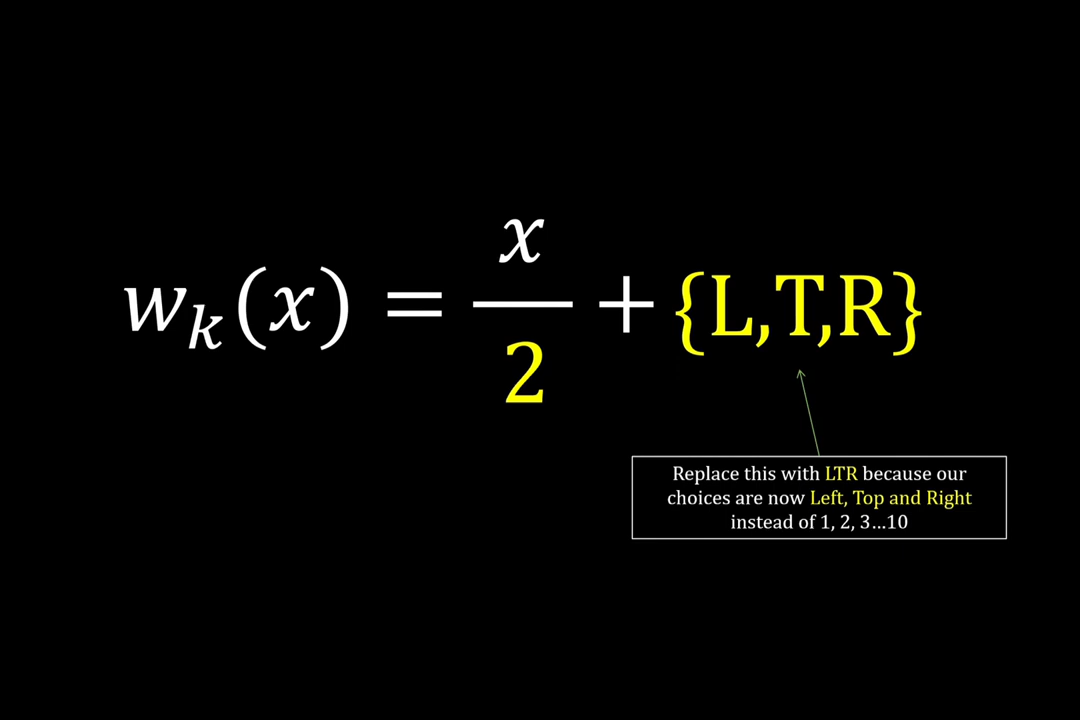 w_k(x) = x/2 + {L,T,R}
Replace this with LTR because our
choices are now Left, Top and Right
instead of 1, 2, 3…10